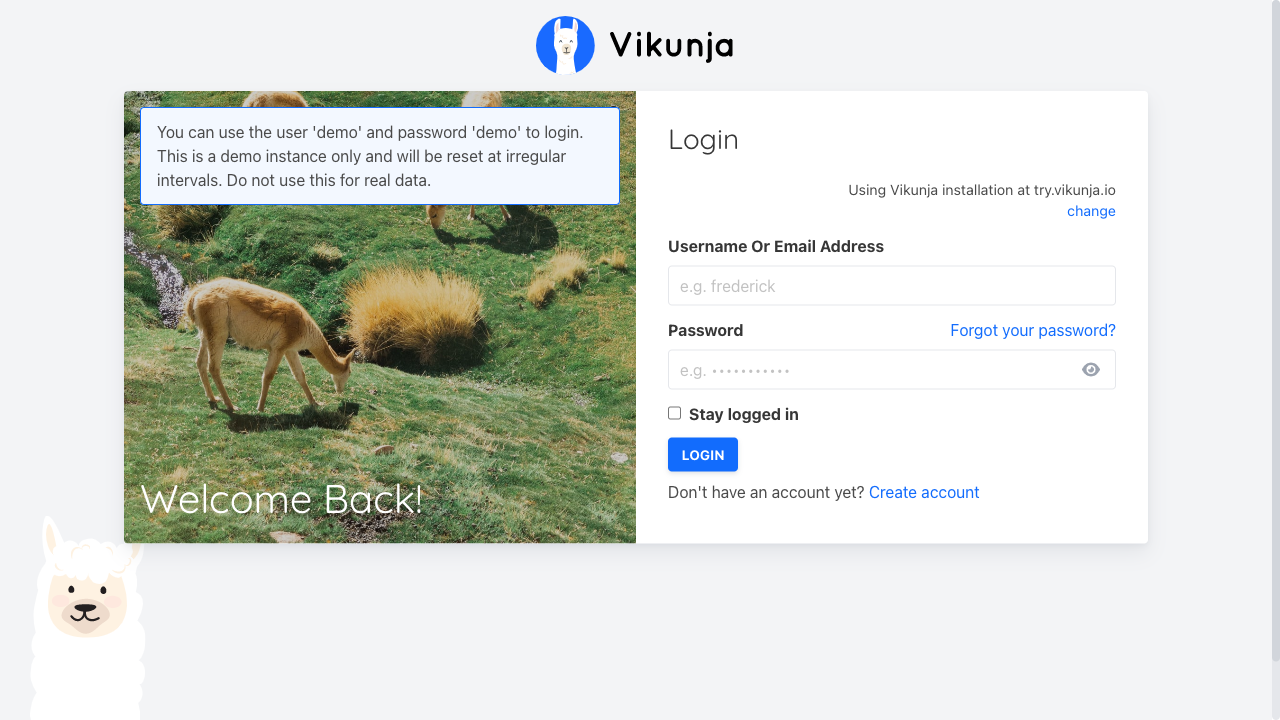 Vikunja
You can use the user 'demo' and password 'demo' to login.
This is a demo instance only and will be reset at irregular
intervals. Do not use this for real data.
Welcome Back!
Login
Using Vikunja installation at try.vikunja.io
change
Username Or Email Address
e.g. frederick
Password
Forgot your password?
e.g. •••••••••••
Stay logged in
LOGIN
Don't have an account yet? Create account